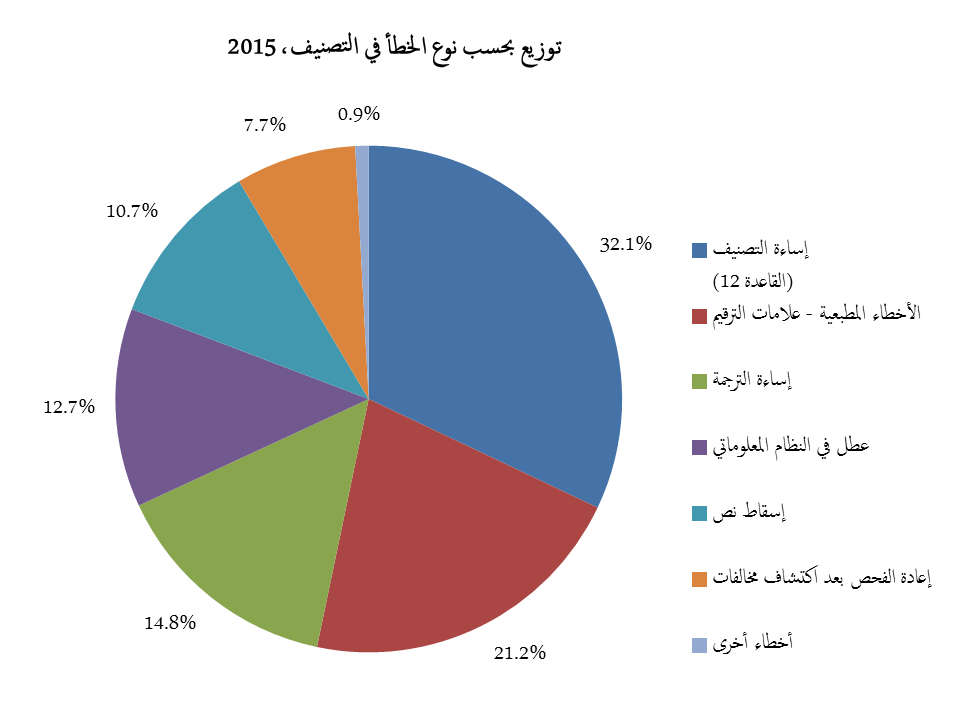 توزيع بحسب نوع الخطأ في التصنيف، 2015
0.9%
7.7%
10.7%
32.1%
12.7%
14.8%
21.2%
إساءة التصنيف
(القاعدة 12)
الأخطاء المطبعية - علامات الترقيم
إساءة الترجمة
عطل في النظام المعلوماتي
إسقاط نص
إعادة الفحص بعد اكتشاف مخالفات
أخطاء أخرى